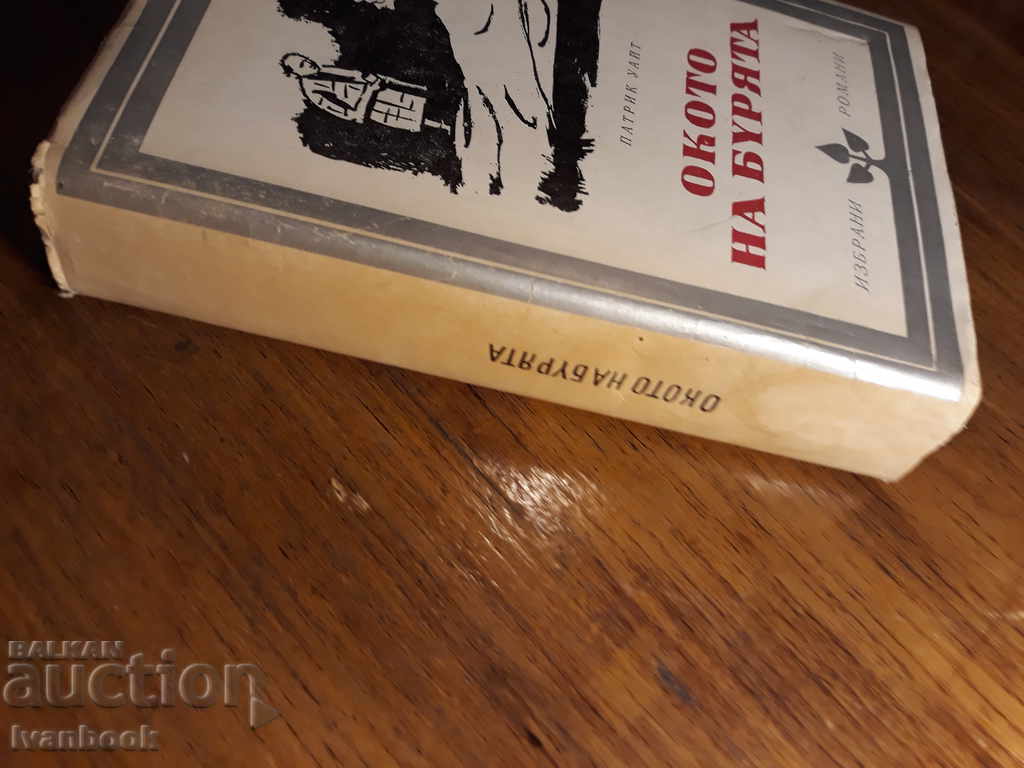 ПАТРИК УАЙТ
ОКОТО
НА БУРЯТА
ИЗБРАНИ РОМАНИ
ОКОТО НА БУРЯТА
BALKAN
auction
Ivanbook